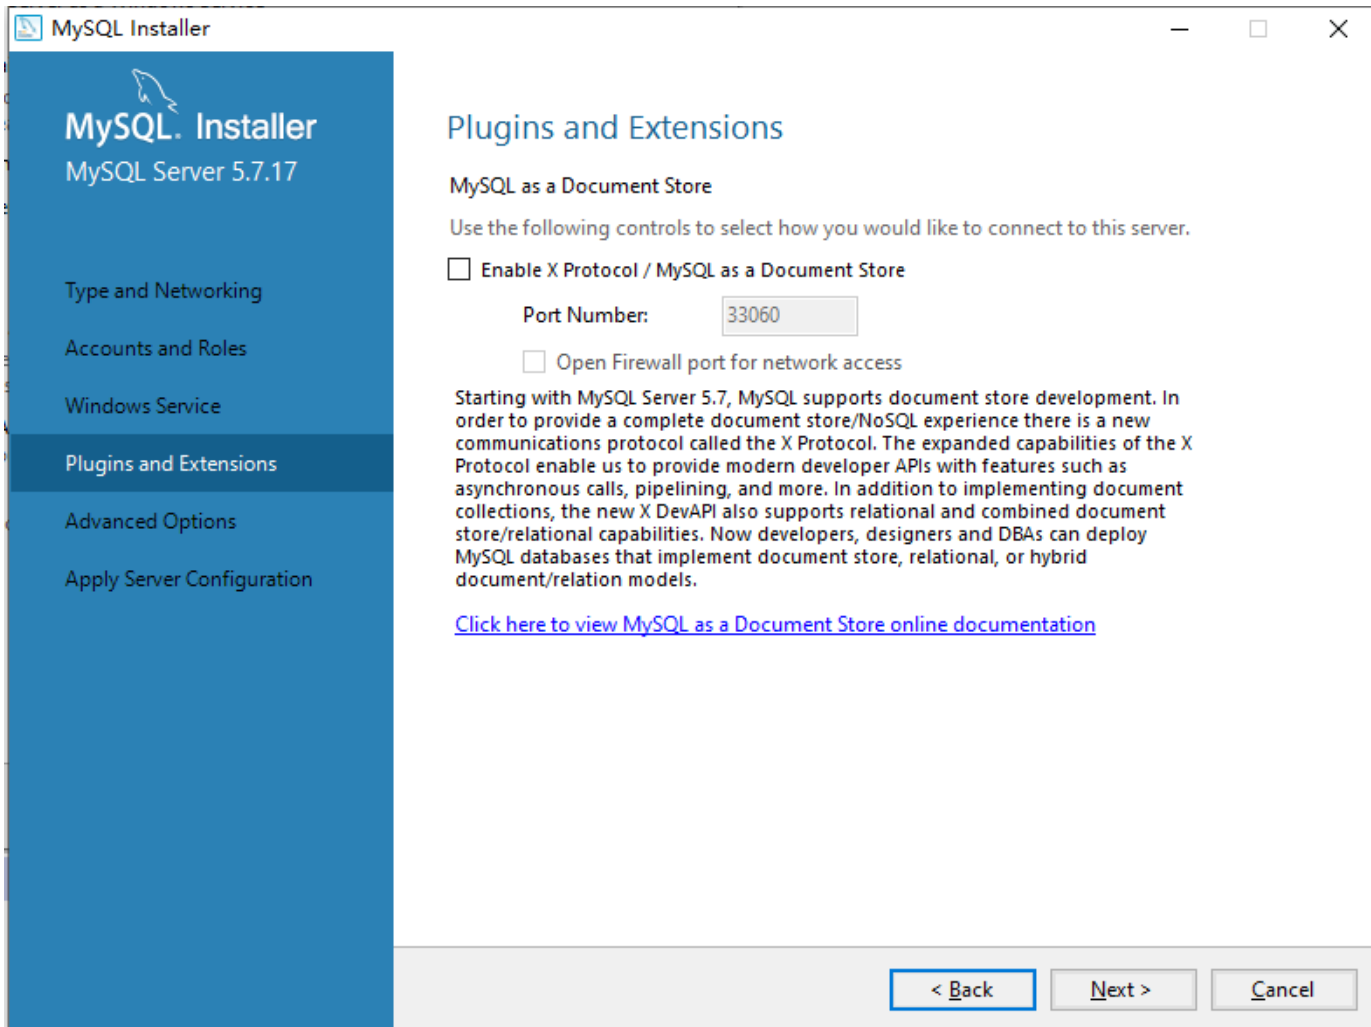 MySQL Installer
MySQL. Installer
MySQL Server 5.7.17
Type and Networking
Accounts and Roles
Windows Service
Plugins and Extensions
Advanced Options
Apply Server Configuration
Plugins and Extensions
MySQL as a Document Store
Use the following controls to select how you would like to connect to this server.
Enable X Protocol / MySQL as a Document Store
Port Number: 33060
Open Firewall port for network access
Starting with MySQL Server 5.7, MySQL supports document store development. In
order to provide a complete document store/NoSQL experience there is a new
communications protocol called the X Protocol. The expanded capabilities of the X
Protocol enable us to provide modern developer APIs with features such as
asynchronous calls, pipelining, and more. In addition to implementing document
collections, the new X DevAPI also supports relational and combined document
store/relational capabilities. Now developers, designers and DBAs can deploy
MySQL databases that implement document store, relational, or hybrid
document/relation models.
Click here to view MySQL as a Document Store online documentation
< Back Next > Cancel